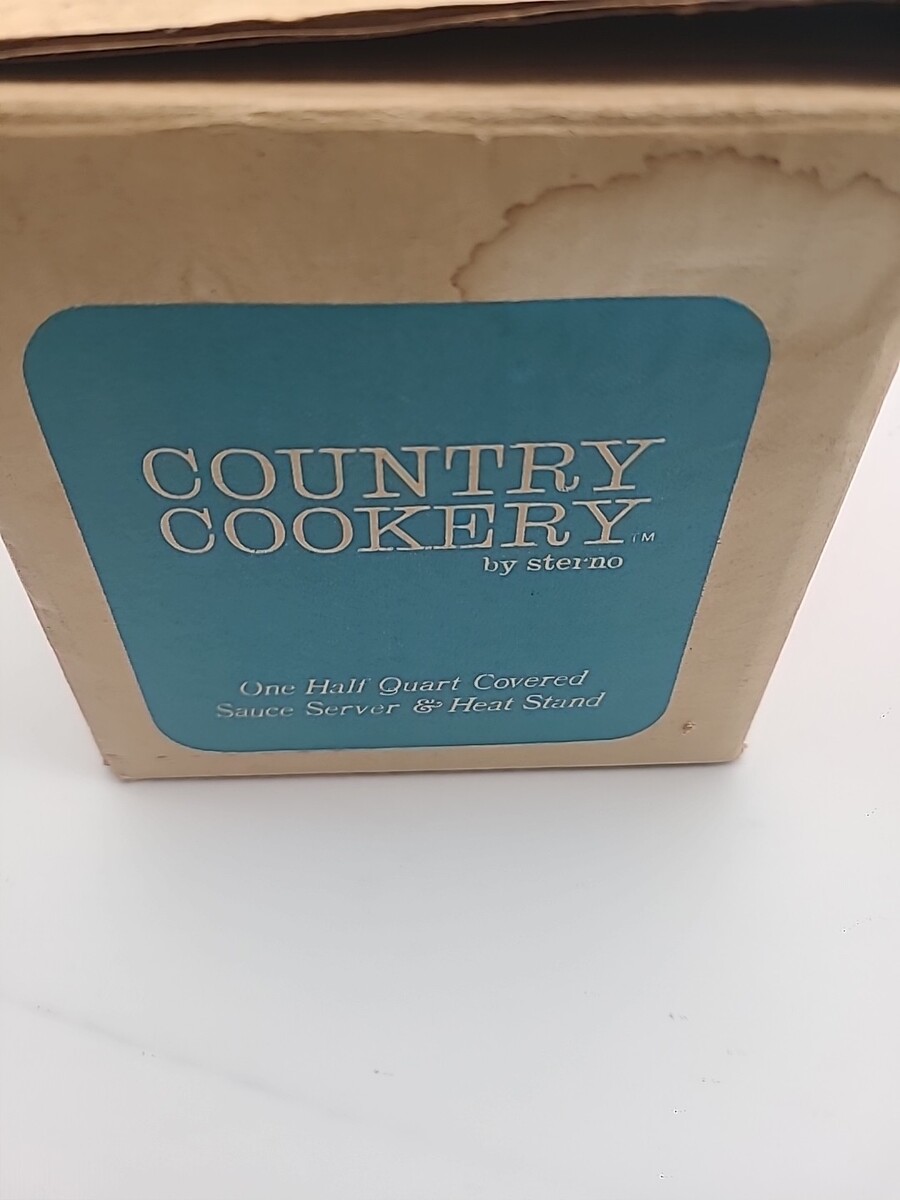 COUNTRY
COOKERY™
by sterno
One Half Quart Covered
Sauce Server & Heat Stand